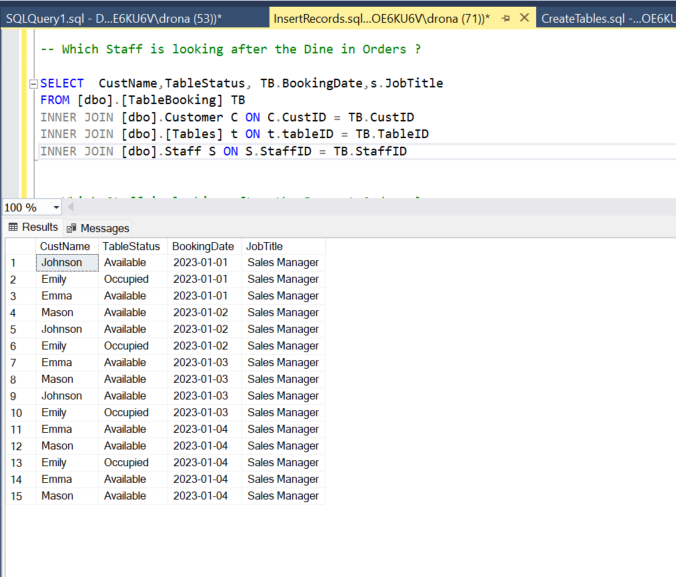 SQLQuery1.sql - D...E6KU6V\drona (53))* InsertRecords.sql...OE6KU6V\drona (71))* CreateTables.sql -...OE6KU
-- Which Staff is looking after the Dine in Orders ?
SELECT CustName,TableStatus, TB.BookingDate,s.JobTitle
FROM [dbo].[TableBooking] TB
INNER JOIN [dbo].Customer C ON C.CustID = TB.CustID
INNER JOIN [dbo].[Tables] t ON t.tableID = TB.TableID
INNER JOIN [dbo].Staff S ON S.StaffID = TB.StaffID
100 %
Results Messages
CustName TableStatus BookingDate JobTitle
1 Johnson Available 2023-01-01 Sales Manager
2 Emily Occupied 2023-01-01 Sales Manager
3 Emma Available 2023-01-01 Sales Manager
4 Mason Available 2023-01-02 Sales Manager
5 Johnson Available 2023-01-02 Sales Manager
6 Emily Occupied 2023-01-02 Sales Manager
7 Emma Available 2023-01-03 Sales Manager
8 Mason Available 2023-01-03 Sales Manager
9 Johnson Available 2023-01-03 Sales Manager
10 Emily Occupied 2023-01-03 Sales Manager
11 Emma Available 2023-01-04 Sales Manager
12 Mason Available 2023-01-04 Sales Manager
13 Emily Occupied 2023-01-04 Sales Manager
14 Emma Available 2023-01-04 Sales Manager
15 Mason Available 2023-01-04 Sales Manager